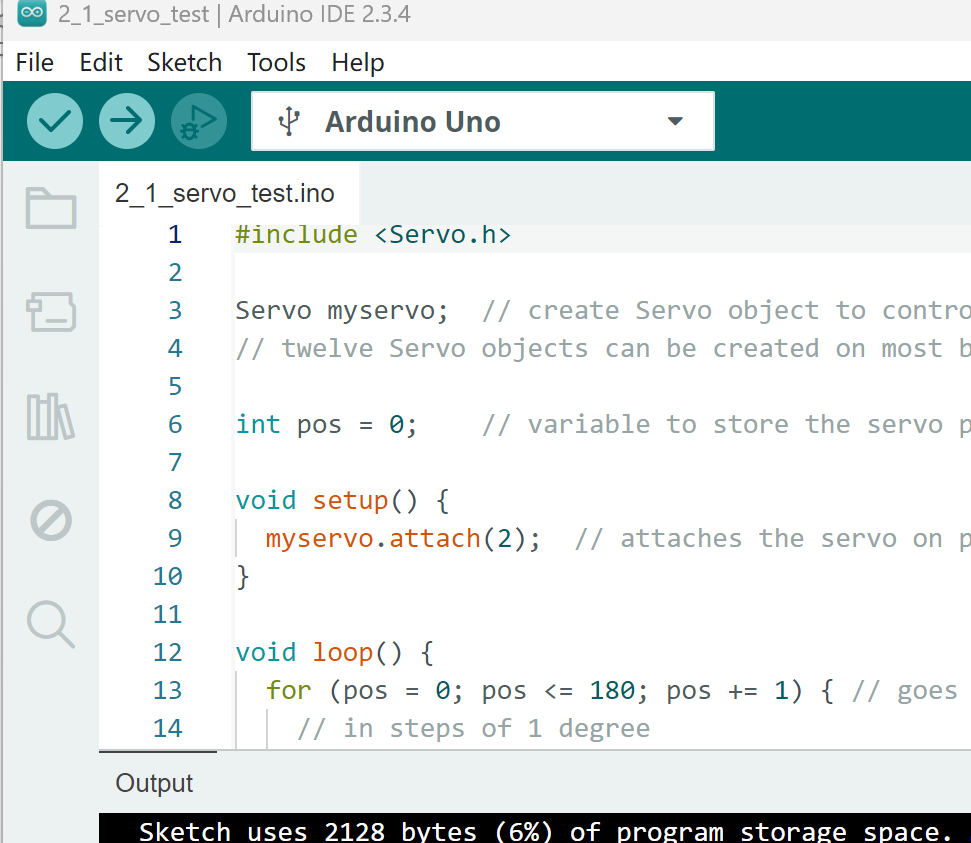 2_1_servo_test | Arduino IDE 2.3.4
File Edit Sketch Tools Help
Arduino Uno
2_1_servo_test.ino
1 #include <Servo.h>
2
3 Servo myservo;  // create Servo object to contro
4 // twelve Servo objects can be created on most b
5
6 int pos = 0;    // variable to store the servo p
7
8 void setup() {
9   myservo.attach(2);  // attaches the servo on p
10 }
11
12 void loop() {
13   for (pos = 0; pos <= 180; pos += 1) { // goes
14     // in steps of 1 degree
Output
Sketch uses 2128 bytes (6%) of program storage space.